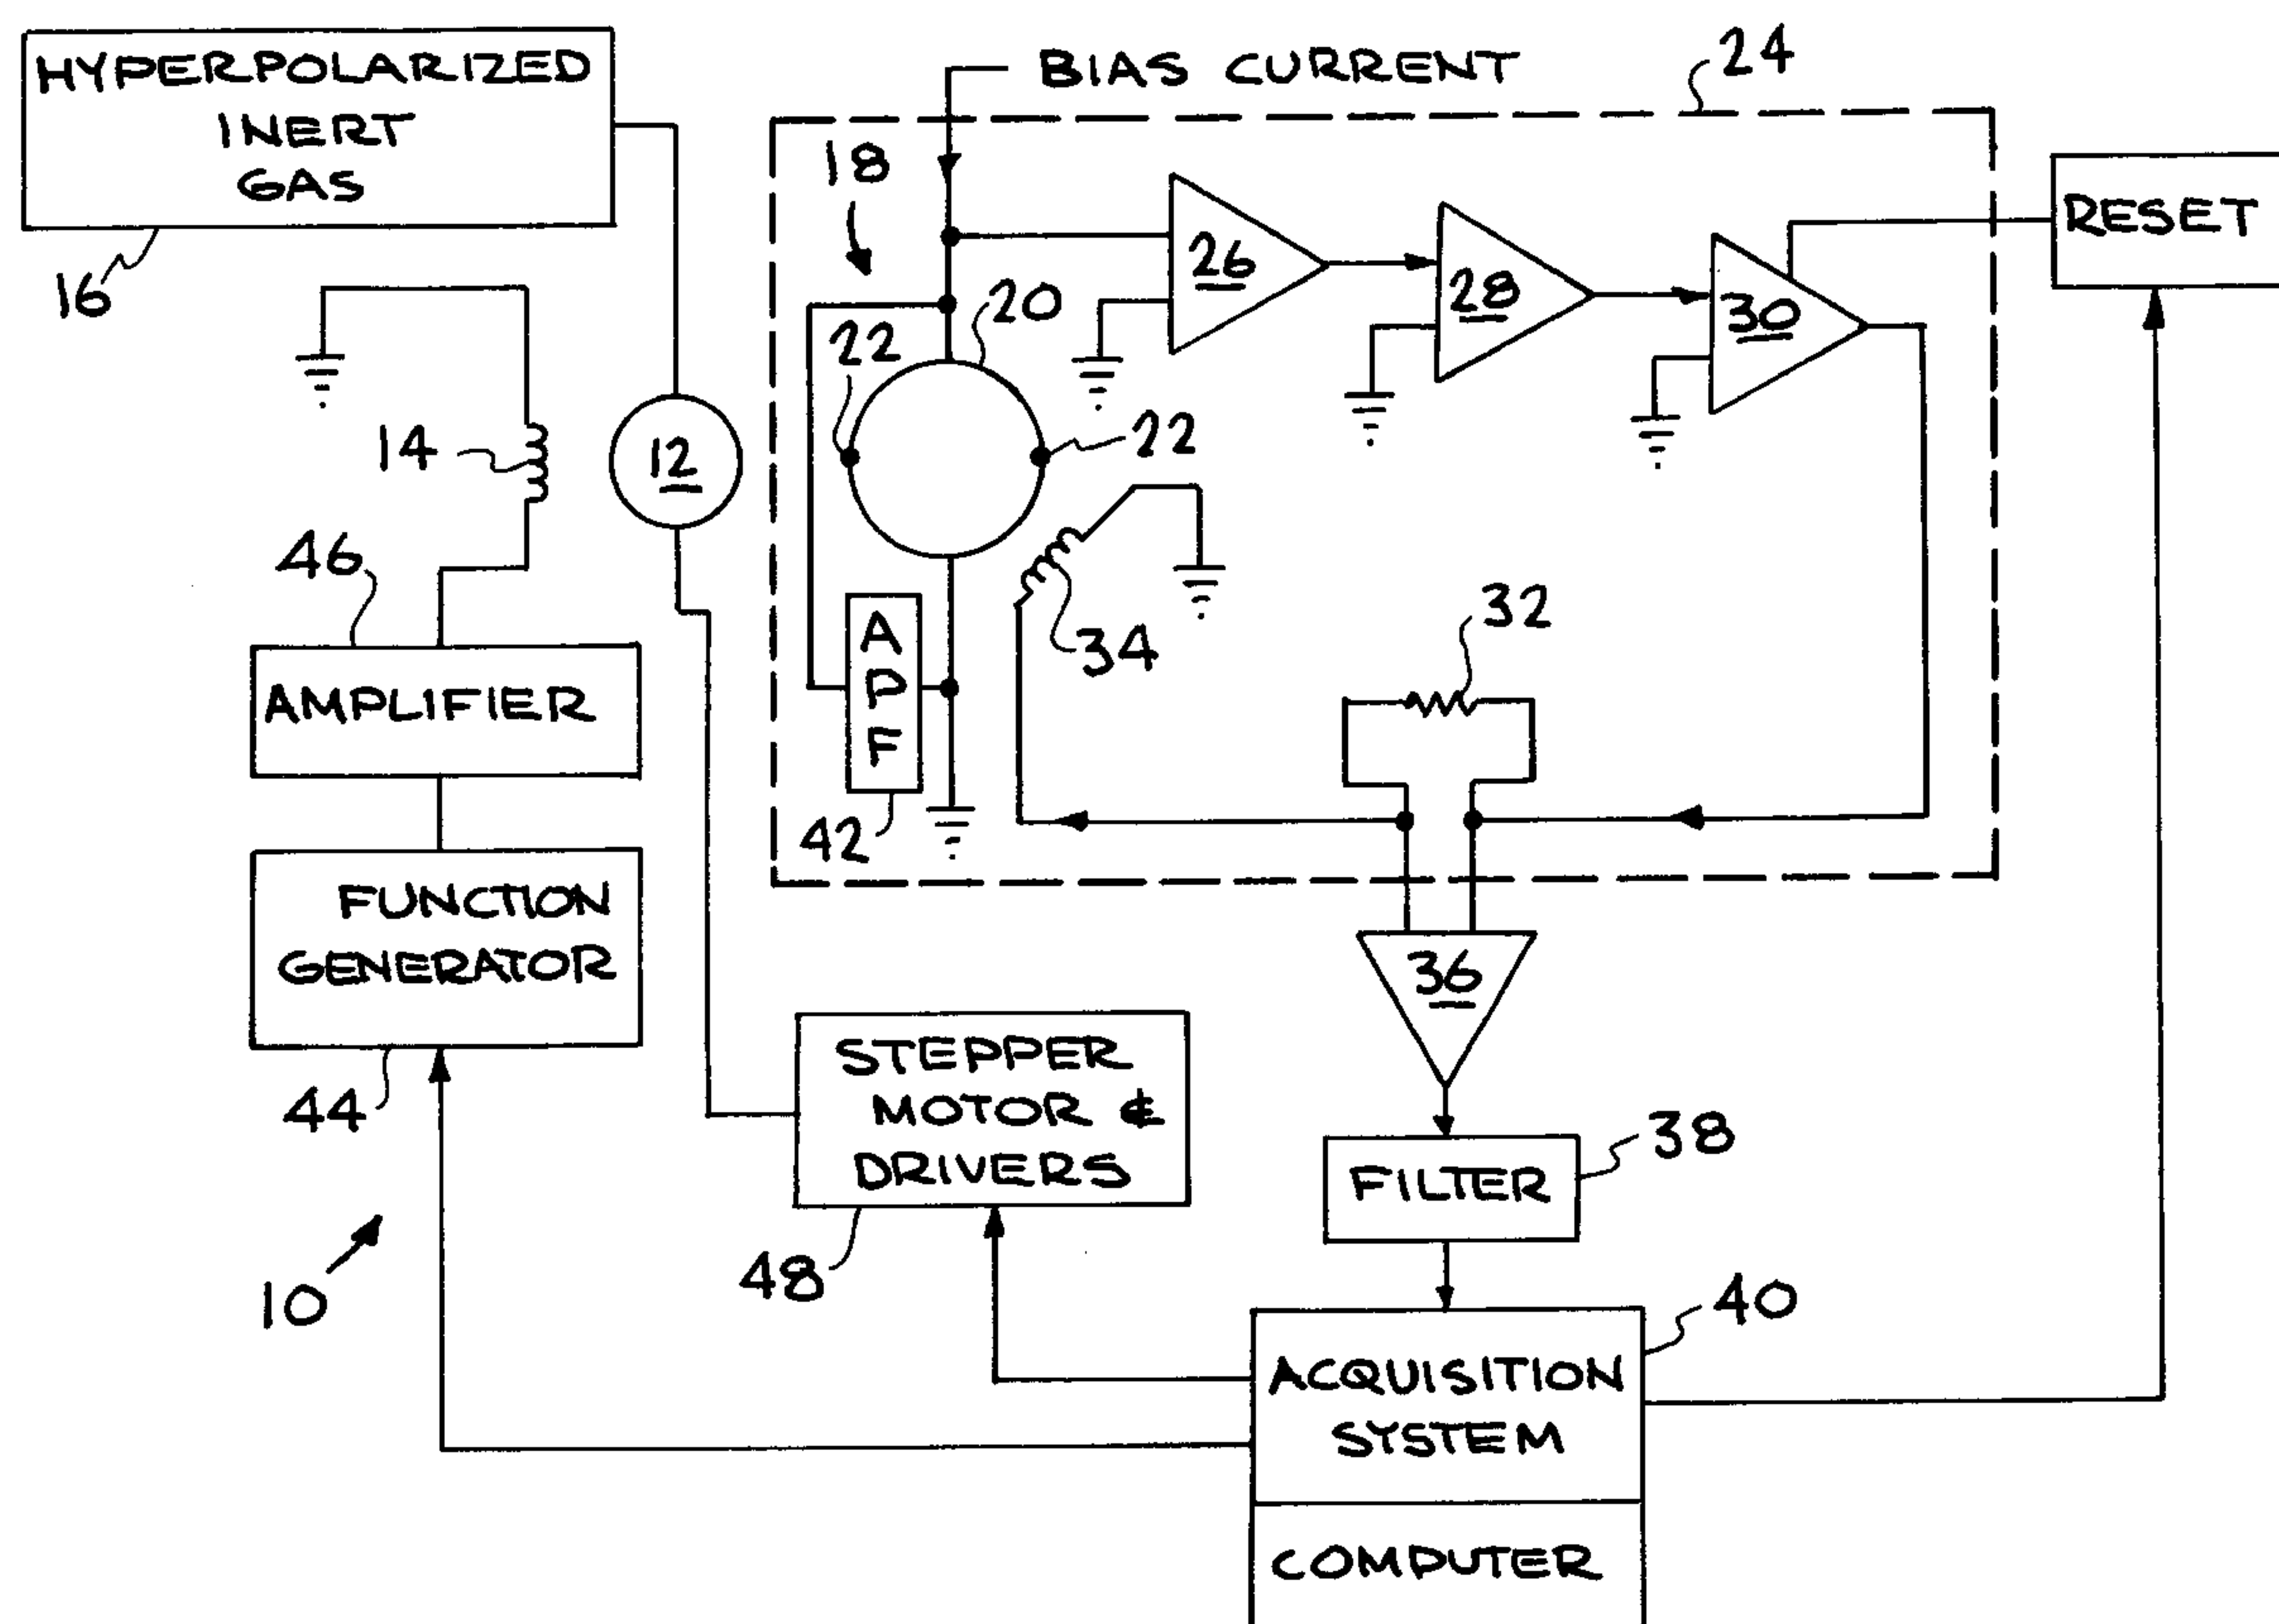 HYPERPOLARIZED
INERT
GAS
16
BIAS CURRENT
24
18
26
28
30
RESET
20
22
22
14
12
46
34
32
APF
42
AMPLIFIER
FUNCTION
GENERATOR
44
36
STEPPER
MOTOR &
DRIVERS
48
38
FILTER
10
40
ACQUISITION
SYSTEM
COMPUTER